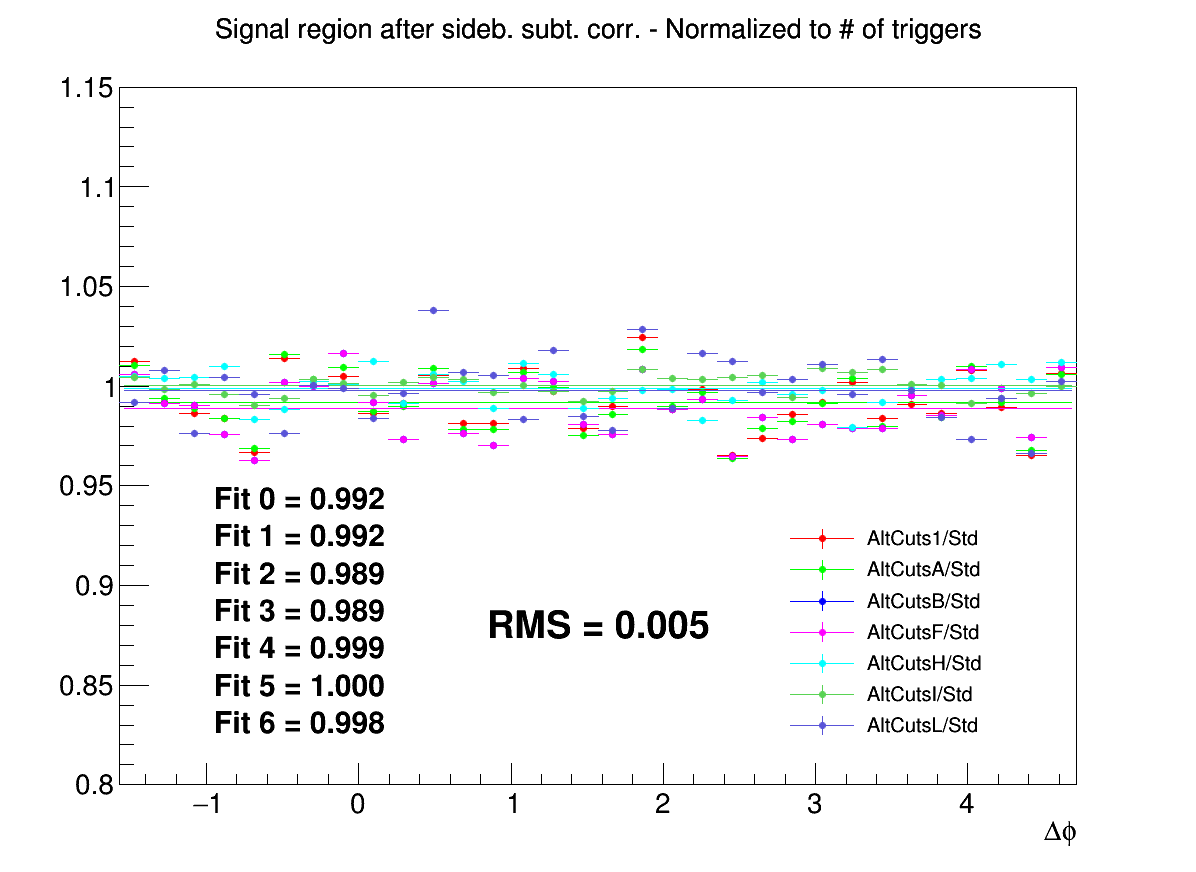 Signal region after sideb. subt. corr. - Normalized to # of triggers
1.15
1.1
1.05
1
0.95
0.9
0.85
0.8
Fit 0 = 0.992
Fit 1 = 0.992
Fit 2 = 0.989
Fit 3 = 0.989
Fit 4 = 0.999
Fit 5 = 1.000
Fit 6 = 0.998
RMS = 0.005
AltCuts1/Std
AltCutsA/Std
AltCutsB/Std
AltCutsF/Std
AltCutsH/Std
AltCutsI/Std
AltCutsL/Std
−1 0 1 2 3 4
Δϕ